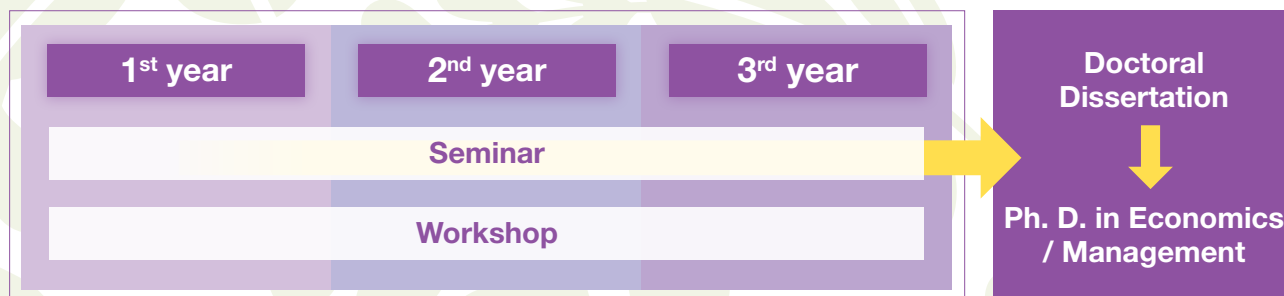 1st year
2nd year
3rd year
Seminar
Workshop
Doctoral
Dissertation
Ph. D. in Economics
/ Management